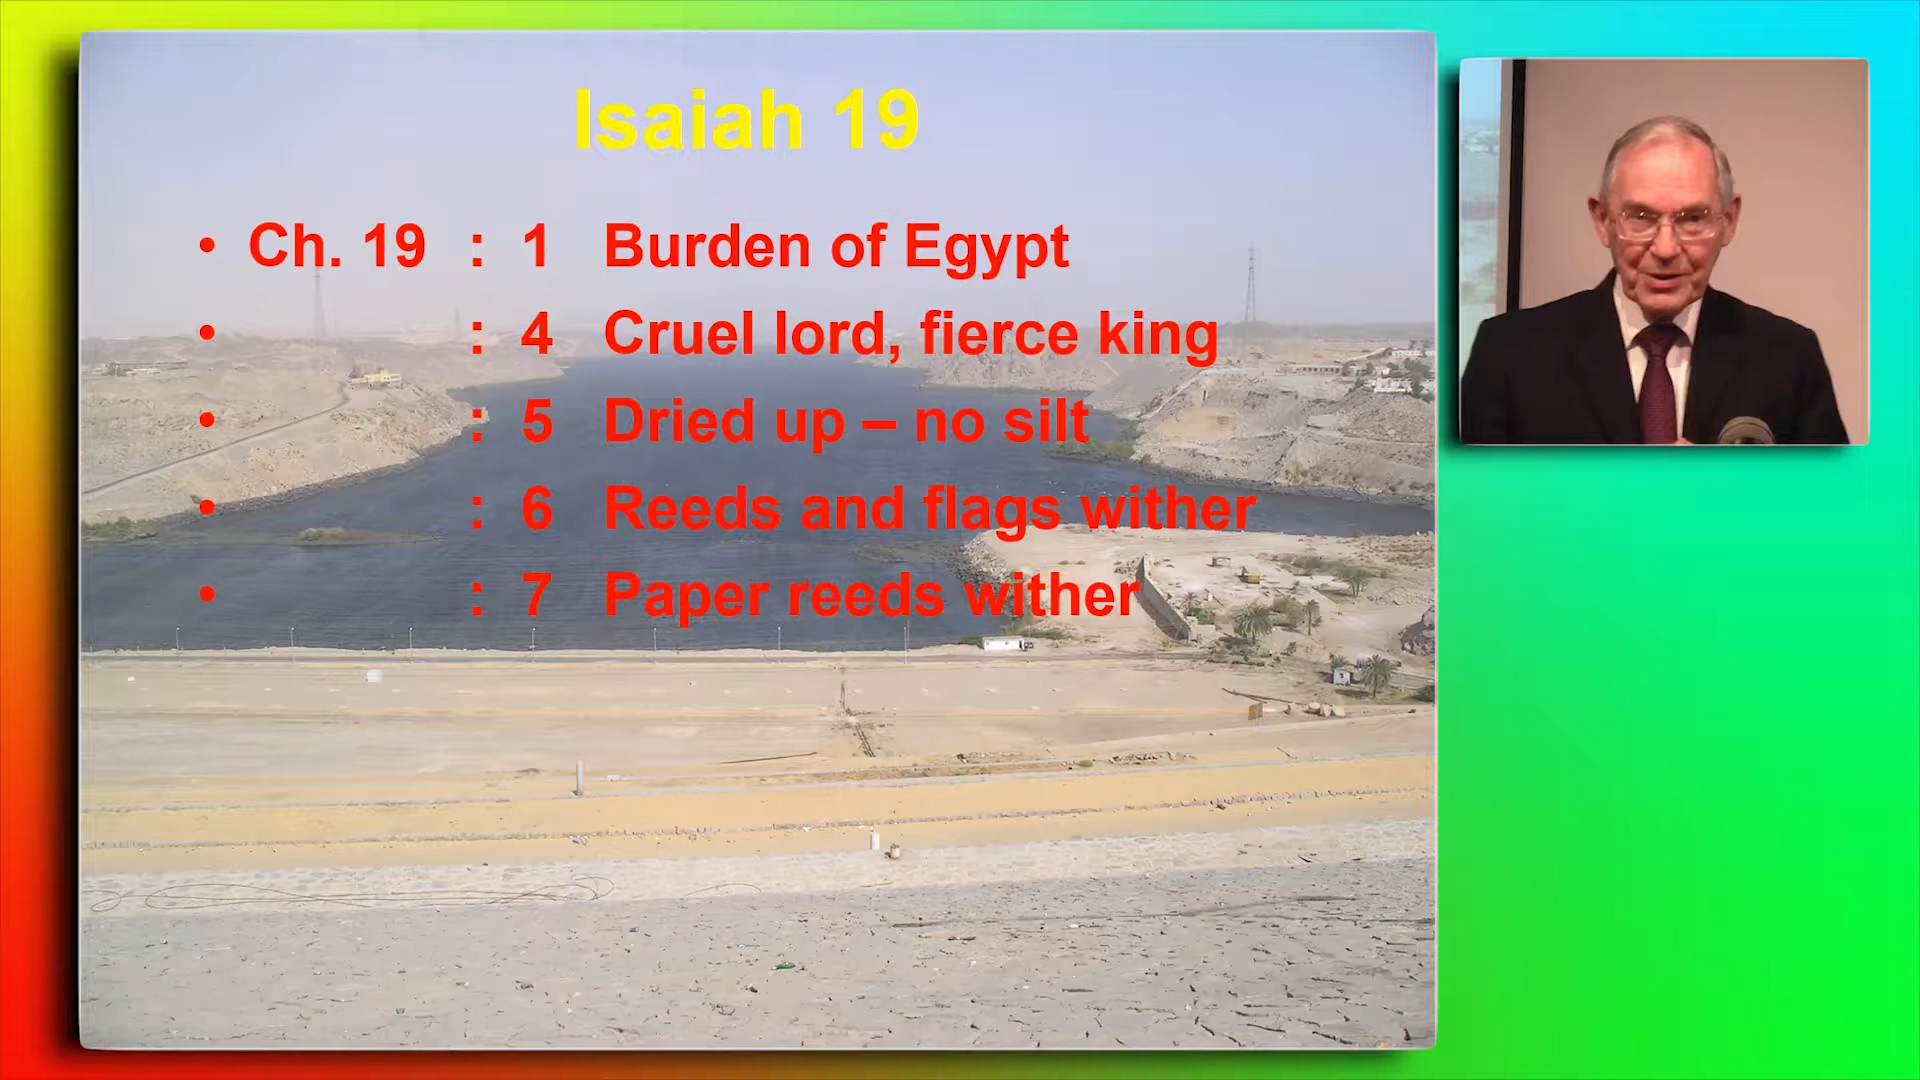 Isaiah 19
• Ch. 19 : 1 Burden of Egypt
• : 4 Cruel lord, fierce king
• : 5 Dried up – no silt
• : 6 Reeds and flags wither
• : 7 Paper reeds wither